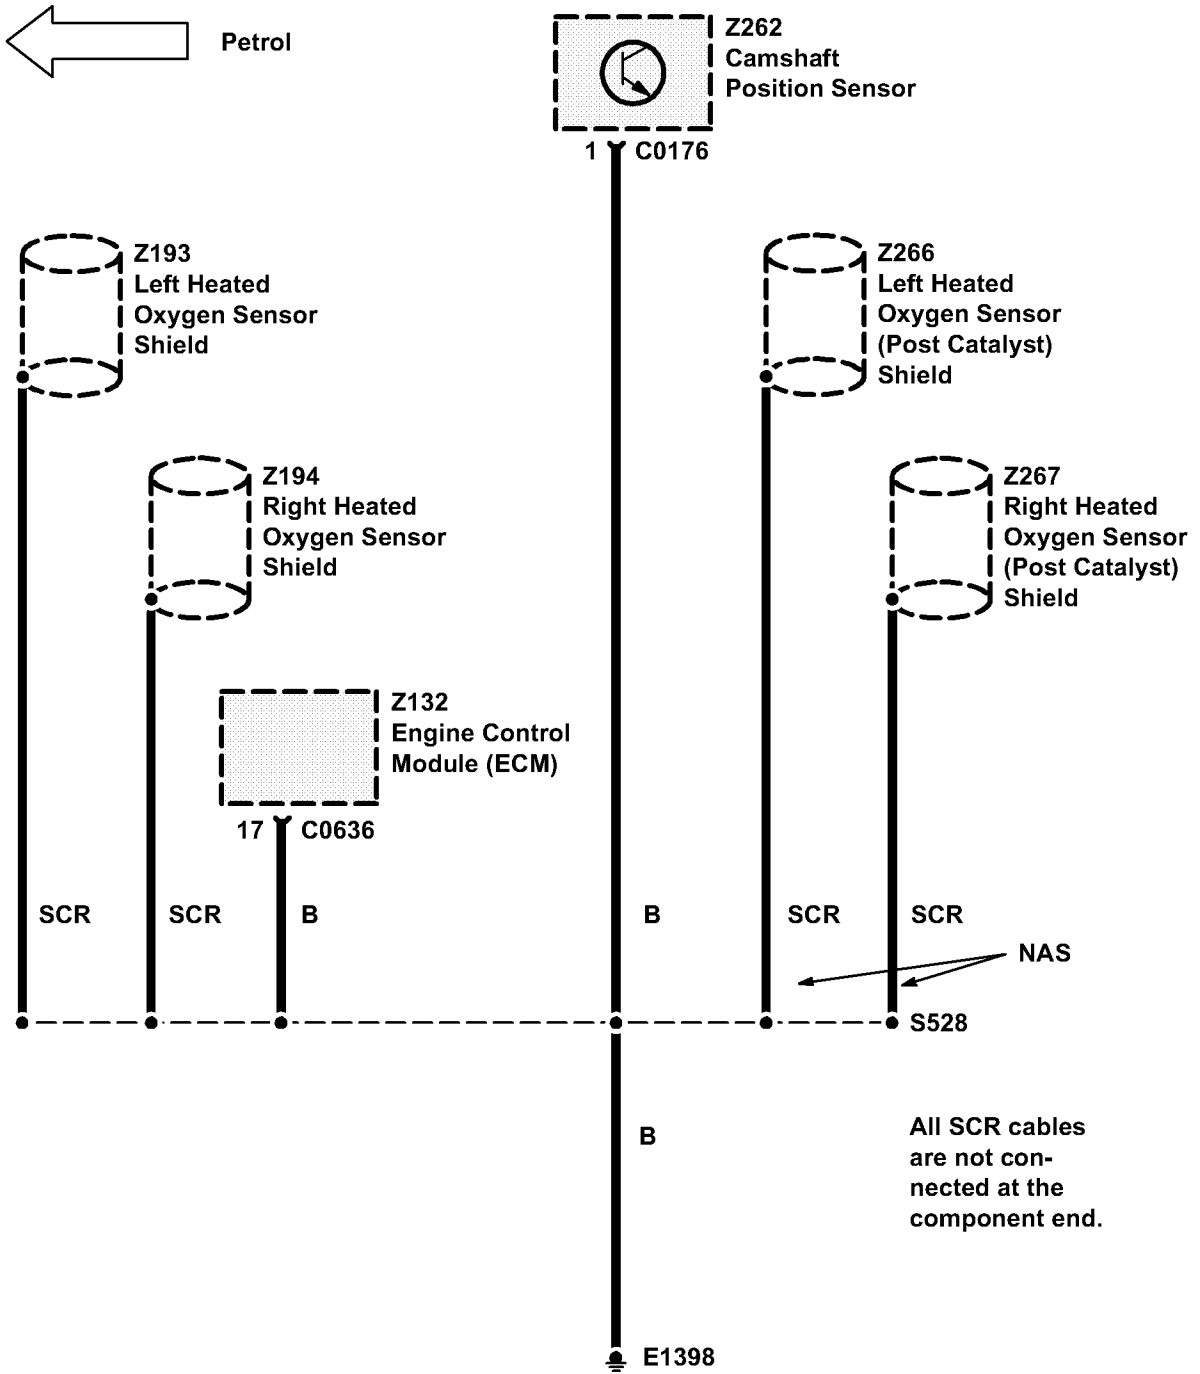 Petrol
Z262
Camshaft
Position Sensor
1 C0176
Z193
Left Heated
Oxygen Sensor
Shield
Z266
Left Heated
Oxygen Sensor
(Post Catalyst)
Shield
Z194
Right Heated
Oxygen Sensor
Shield
Z267
Right Heated
Oxygen Sensor
(Post Catalyst)
Shield
Z132
Engine Control
Module (ECM)
17 C0636
SCR SCR B B SCR SCR
NAS
S528
B
All SCR cables
are not con-
nected at the
component end.
E1398